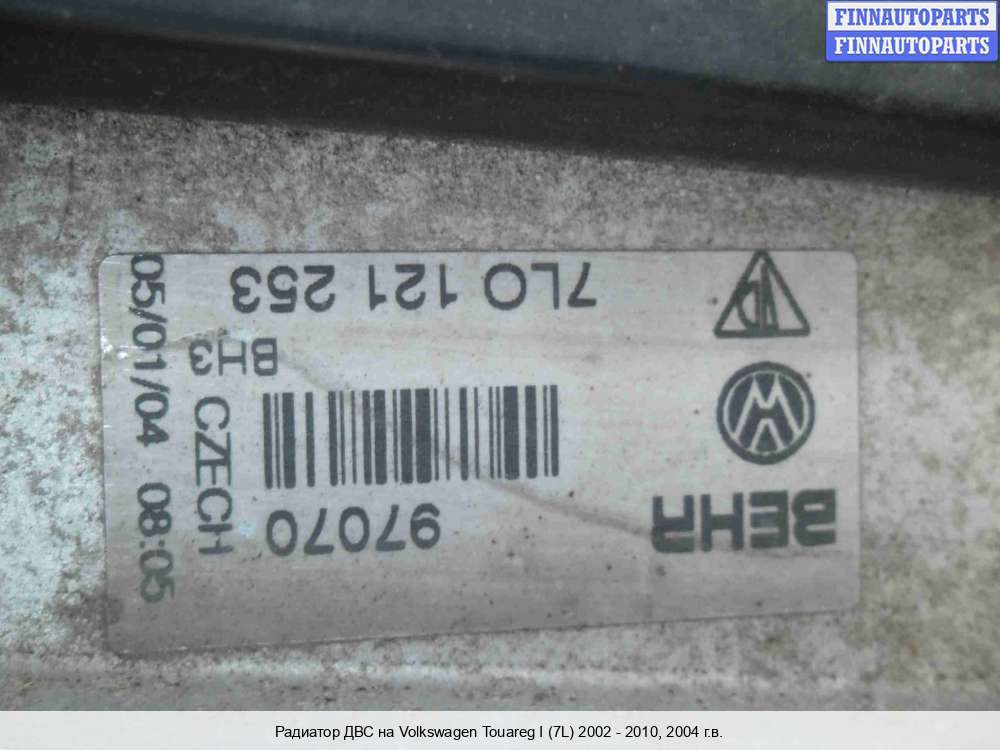 FINNAUTOPARTS
FINNAUTOPARTS
BEHR
97070
BH3
7L0 121 253
CZECH
05/01/04 08:05
Радиатор ДВС на Volkswagen Touareg I (7L) 2002 - 2010, 2004 г.в.